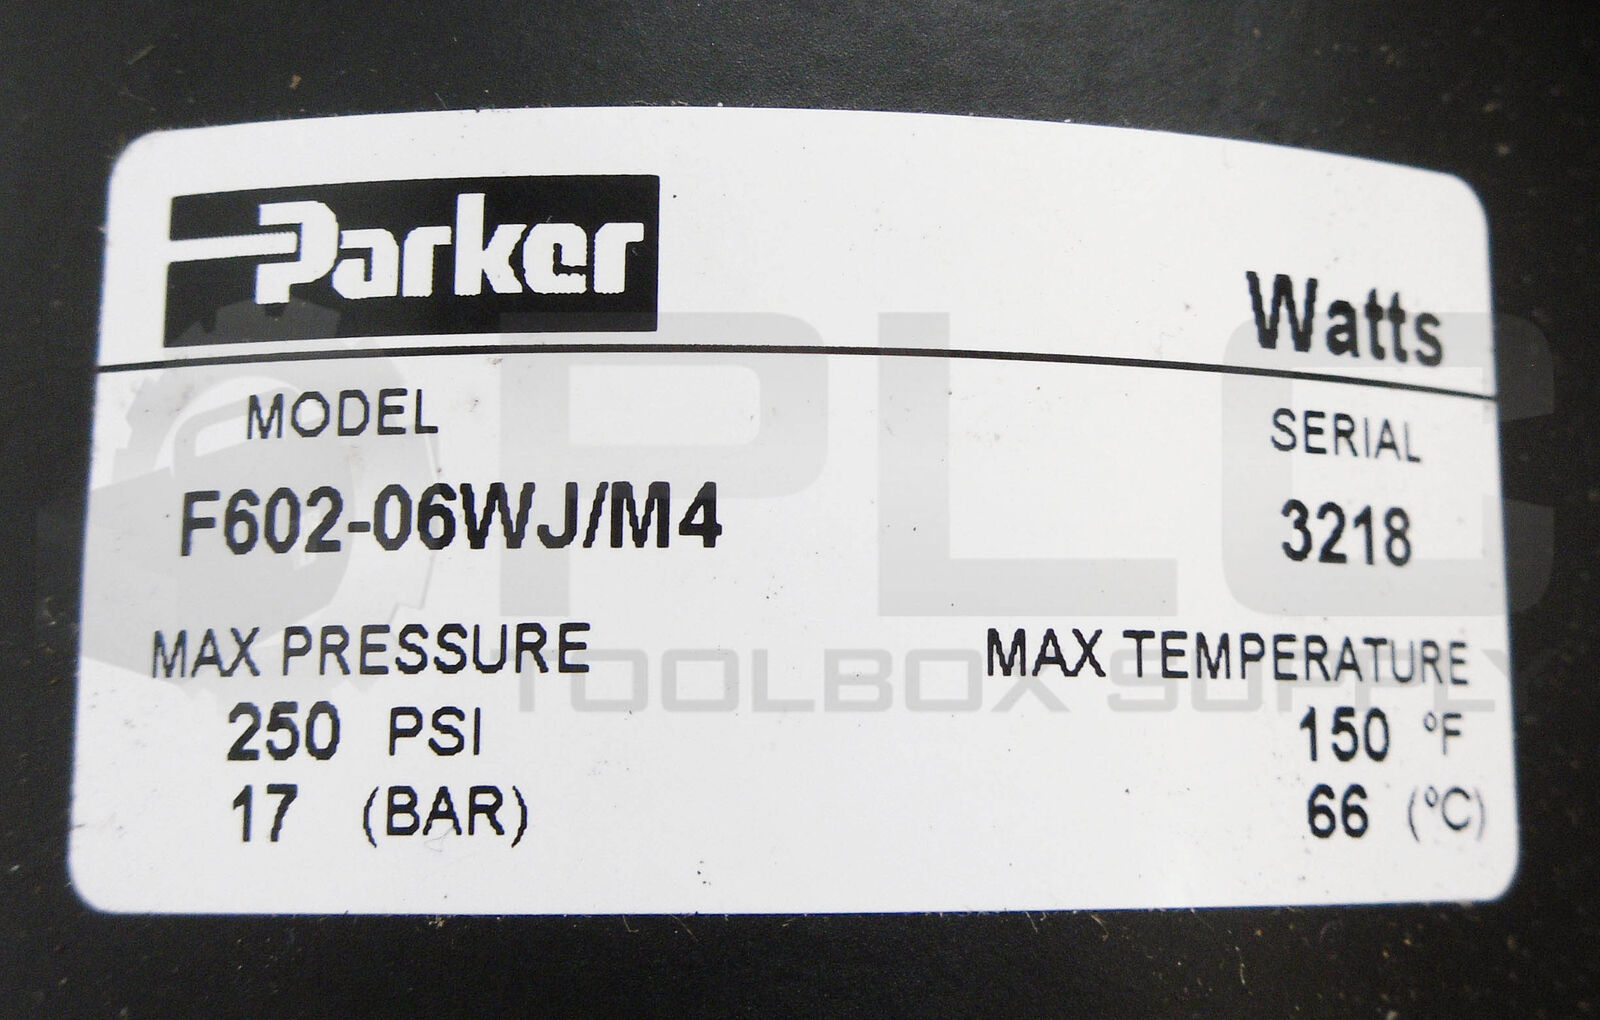 Parker
Watts
MODEL
SERIAL
F602-06WJ/M4
3218
MAX PRESSURE
MAX TEMPERATURE
250 PSI
150 °F
17 (BAR)
66 (°C)
PLC
TOOLBOX SUPPLY